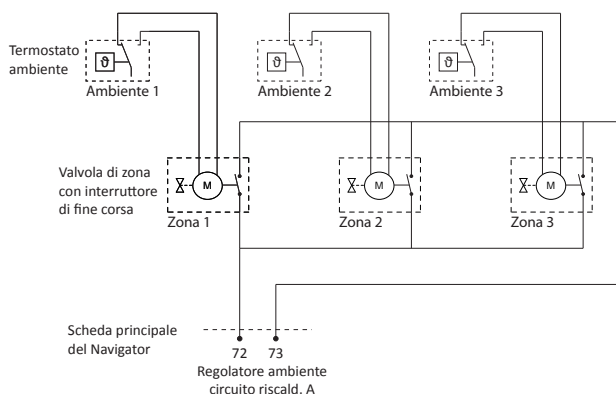 Termostato
ambiente
ϑ
ϑ
ϑ
Ambiente 1
Ambiente 2
Ambiente 3
Valvola di zona
con interruttore
di fine corsa
M
M
M
Zona 1
Zona 2
Zona 3
Scheda principale
del Navigator
72 73
Regolatore ambiente
circuito riscald. A